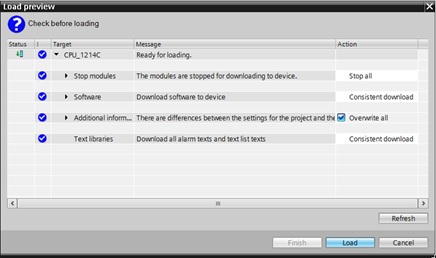 Load preview
Check before loading
Status ! Target Message Action
CPU_1214C Ready for loading.
Stop modules The modules are stopped for downloading to device. Stop all
Software Download software to device Consistent download
Additional inform... There are differences between the settings for the project and the Overwrite all
Text libraries Download all alarm texts and text list texts Consistent download
Refresh
Finish Load Cancel